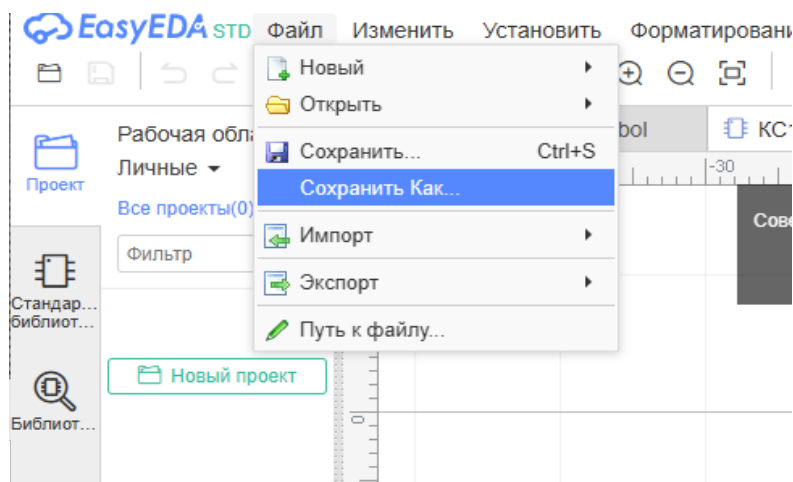 EasyEDA STD Файл Изменить Установить Форматировани
Новый
Открыть
Рабочая обла
bol
КС1
Сохранить... Ctrl+S
Личные
-30
Проект
Сохранить Как...
Все проекты(0)
Сове
Импорт
Фильтр
Экспорт
Стандар...
библиот...
Путь к файлу...
Новый проект
0
Библиот...